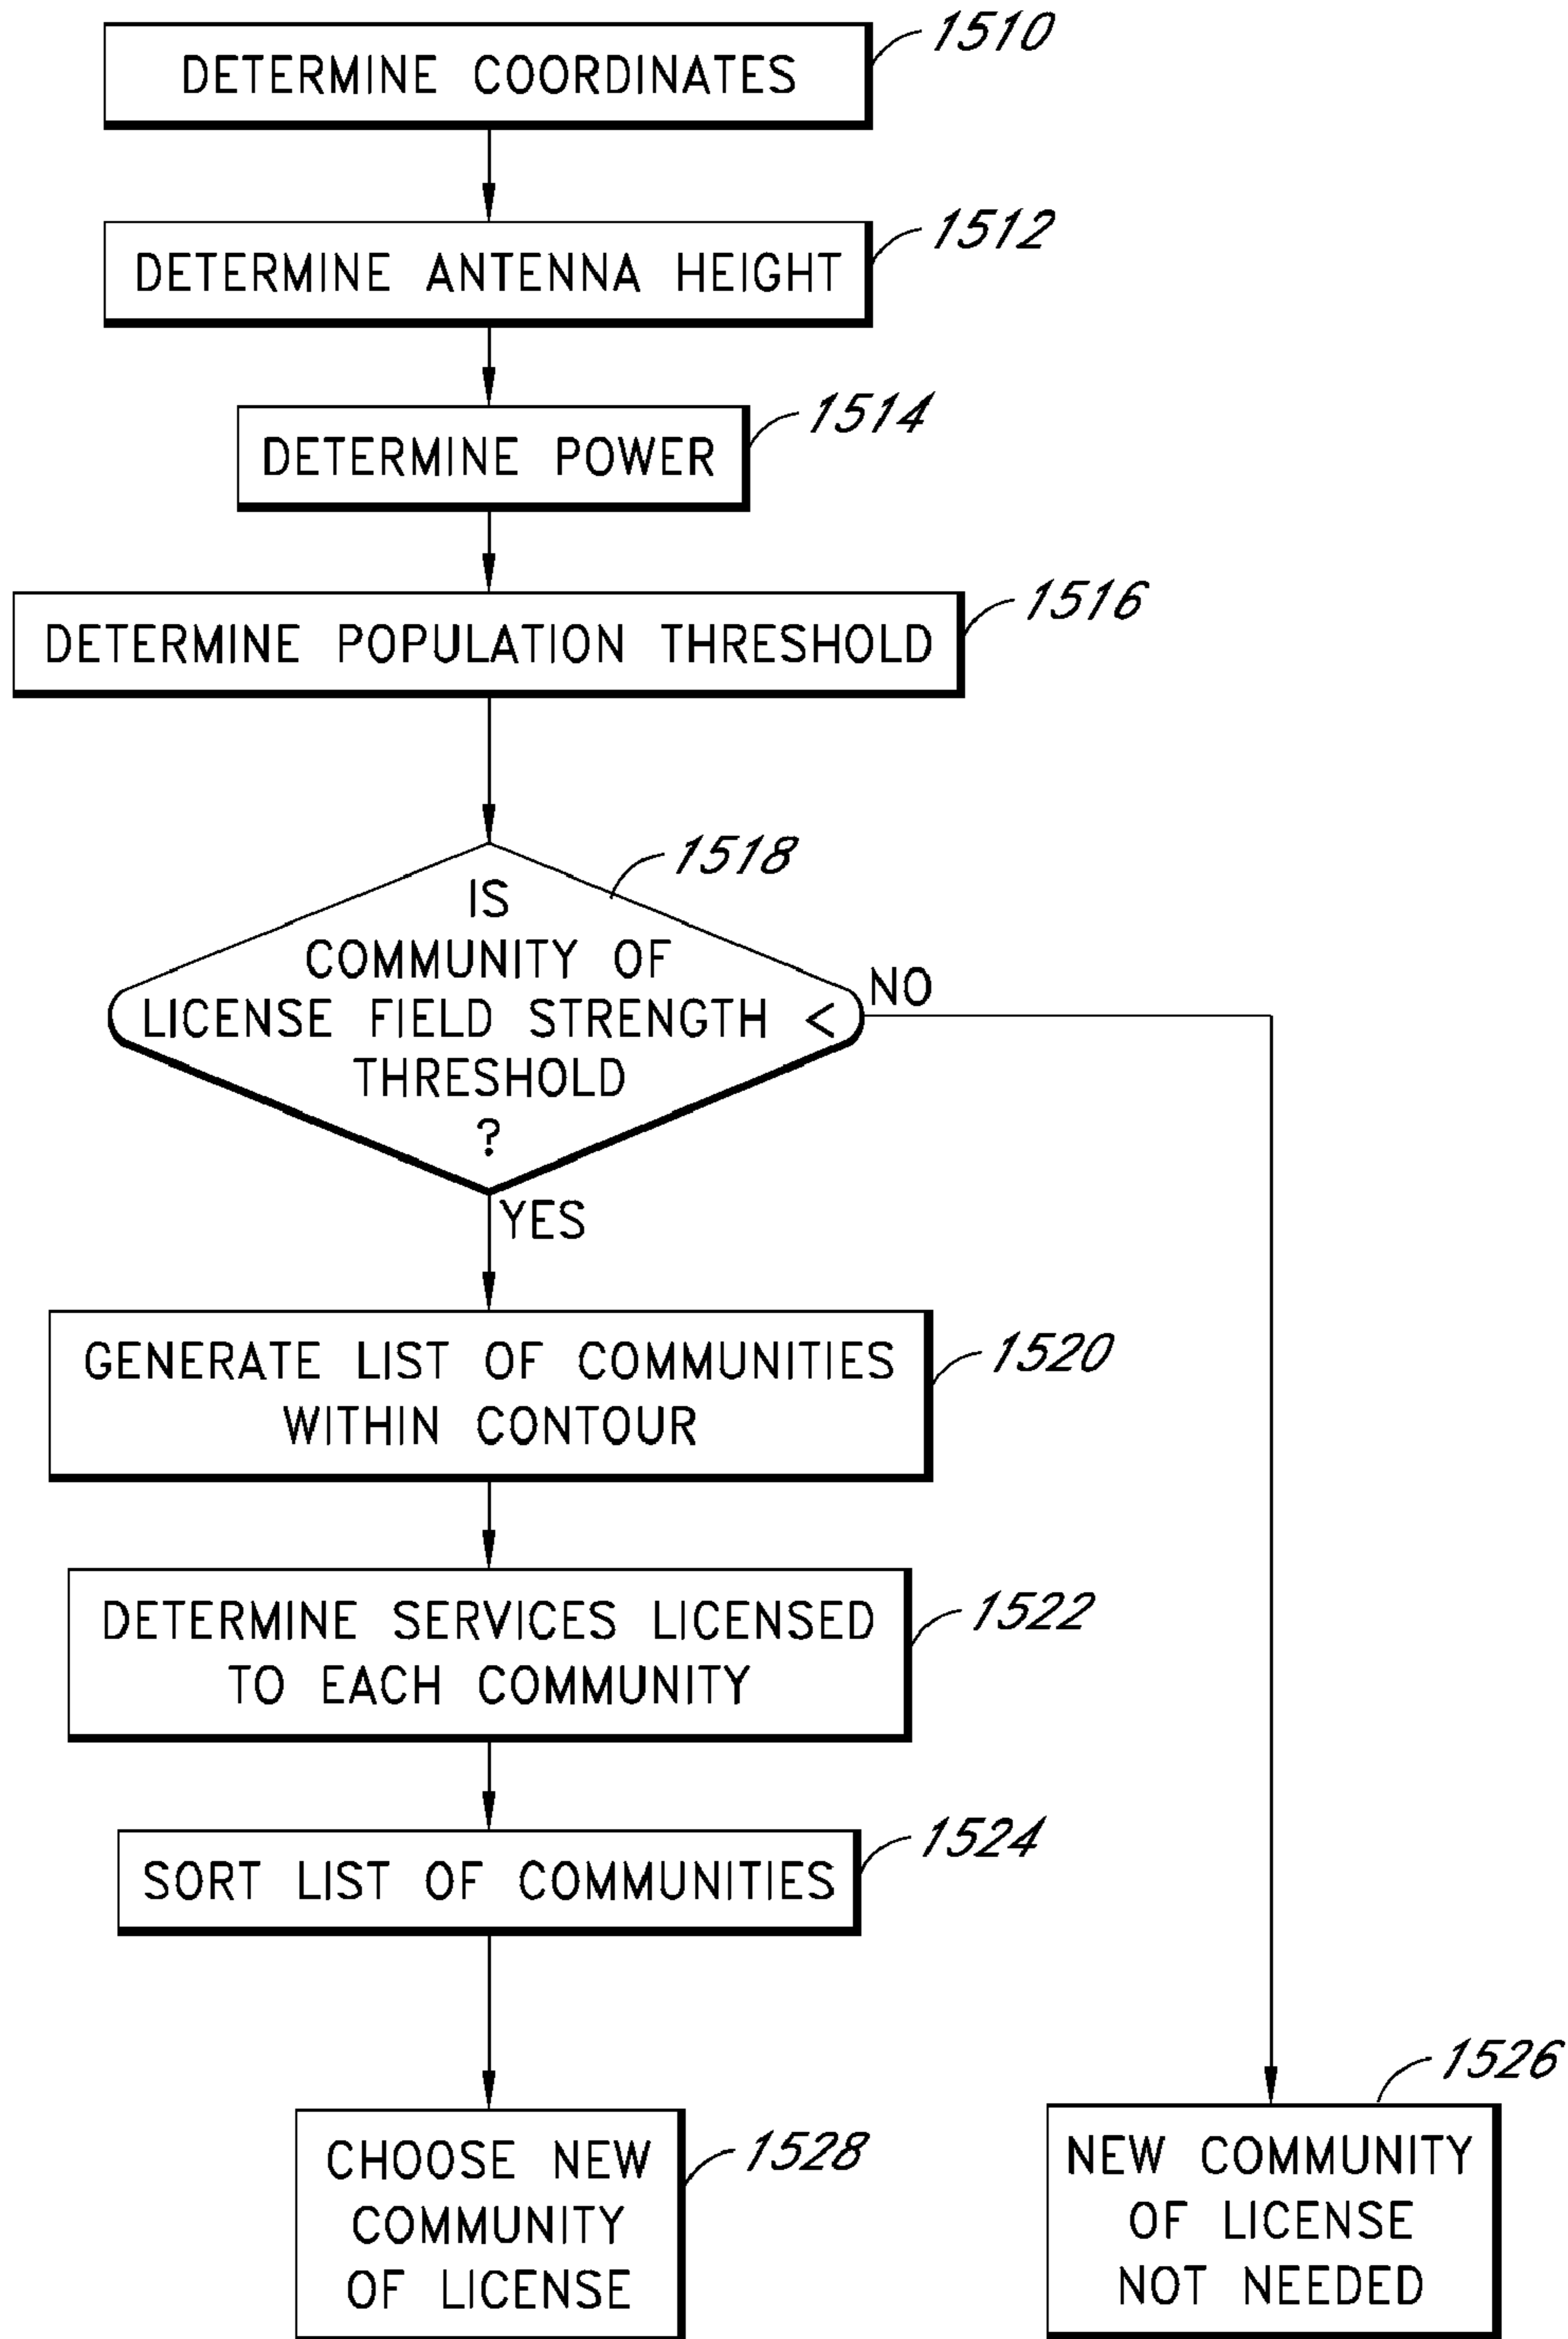 1510
DETERMINE COORDINATES
1512
DETERMINE ANTENNA HEIGHT
1514
DETERMINE POWER
1516
DETERMINE POPULATION THRESHOLD
1518
IS
COMMUNITY OF
LICENSE FIELD STRENGTH <
THRESHOLD
?
NO
YES
GENERATE LIST OF COMMUNITIES
WITHIN CONTOUR
1520
DETERMINE SERVICES LICENSED
TO EACH COMMUNITY
1522
SORT LIST OF COMMUNITIES
1524
CHOOSE NEW
COMMUNITY
OF LICENSE
1528
1526
NEW COMMUNITY
OF LICENSE
NOT NEEDED